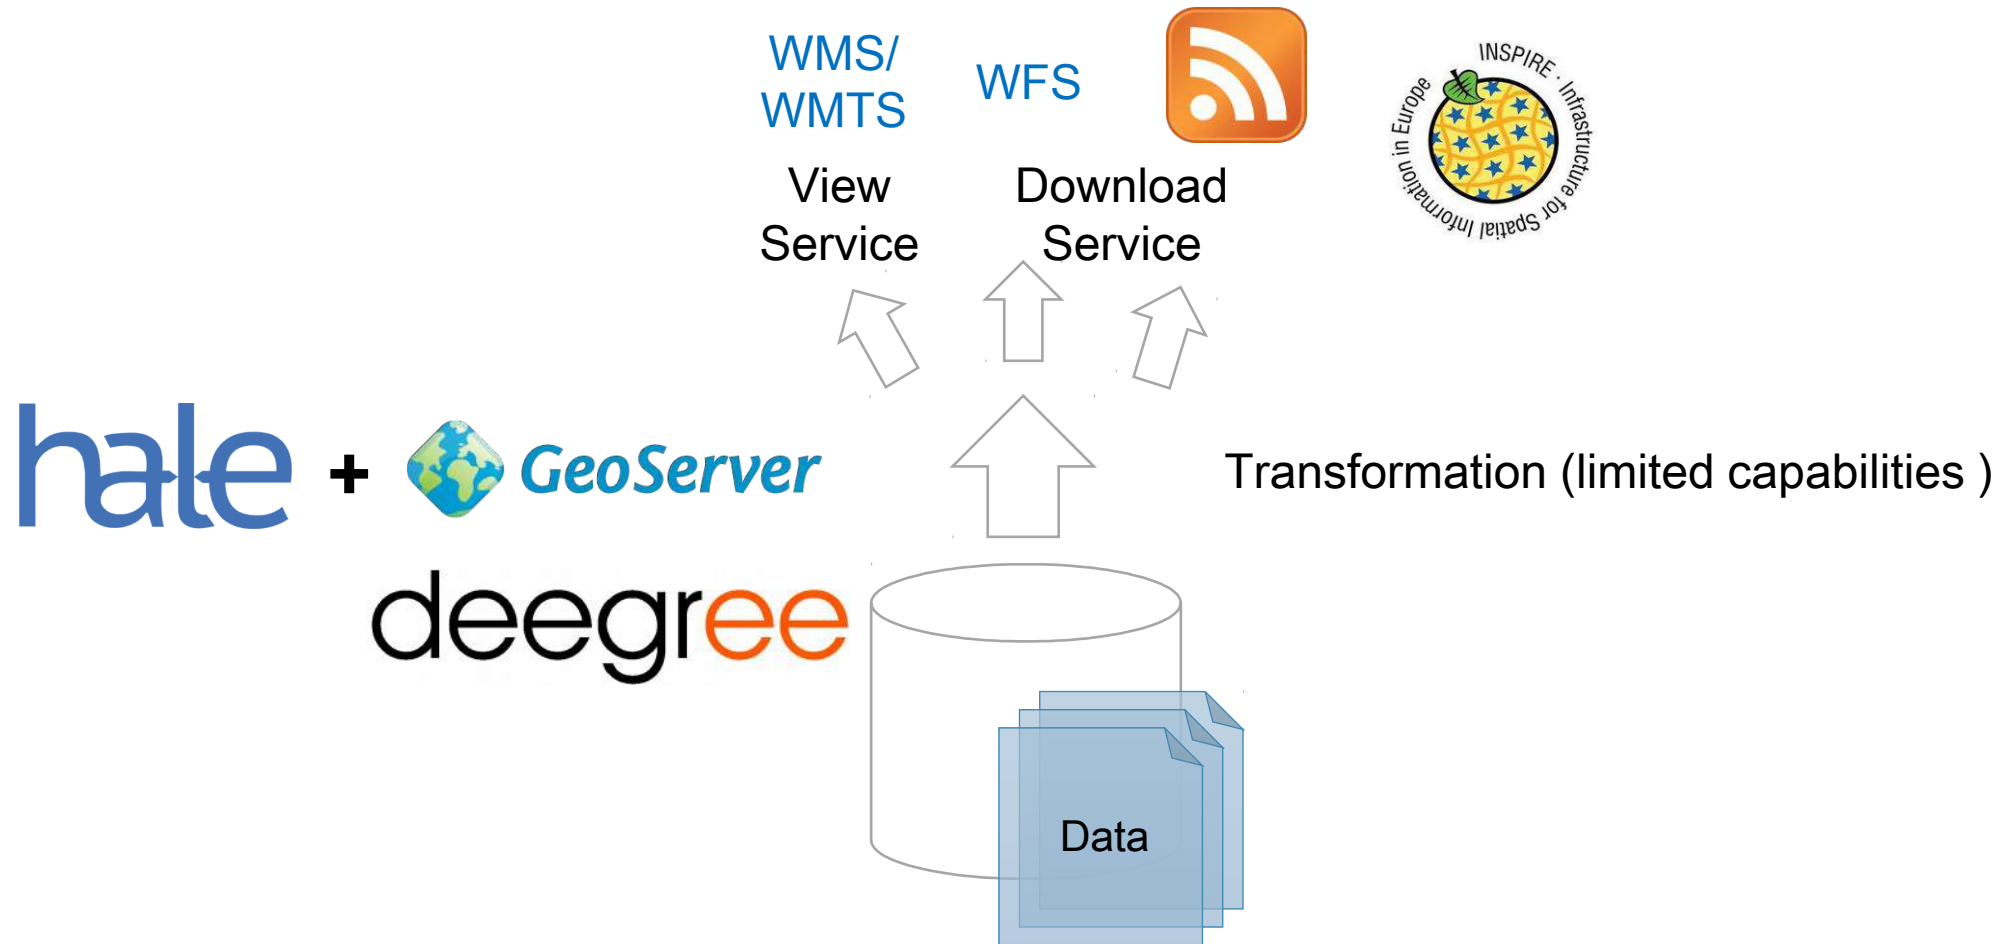 WMS/
WMTS
WFS
INSPIRE · Infrastructure for Spatial Information in Europe
View
Service
Download
Service
hale + GeoServer
Transformation (limited capabilities )
deegree
Data